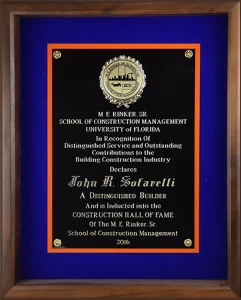 M. E. RINKER, SR.
SCHOOL OF CONSTRUCTION MANAGEMENT
UNIVERSITY of FLORIDA
In Recognition Of
Distinguished Service and Outstanding
Contributions to the
Building Construction Industry
Declares
John R. Sofarelli
A DISTINGUISHED BUILDER
And is Inducted into the
CONSTRUCTION HALL OF FAME
Of The M. E. Rinker, Sr.
School of Construction Management
2016